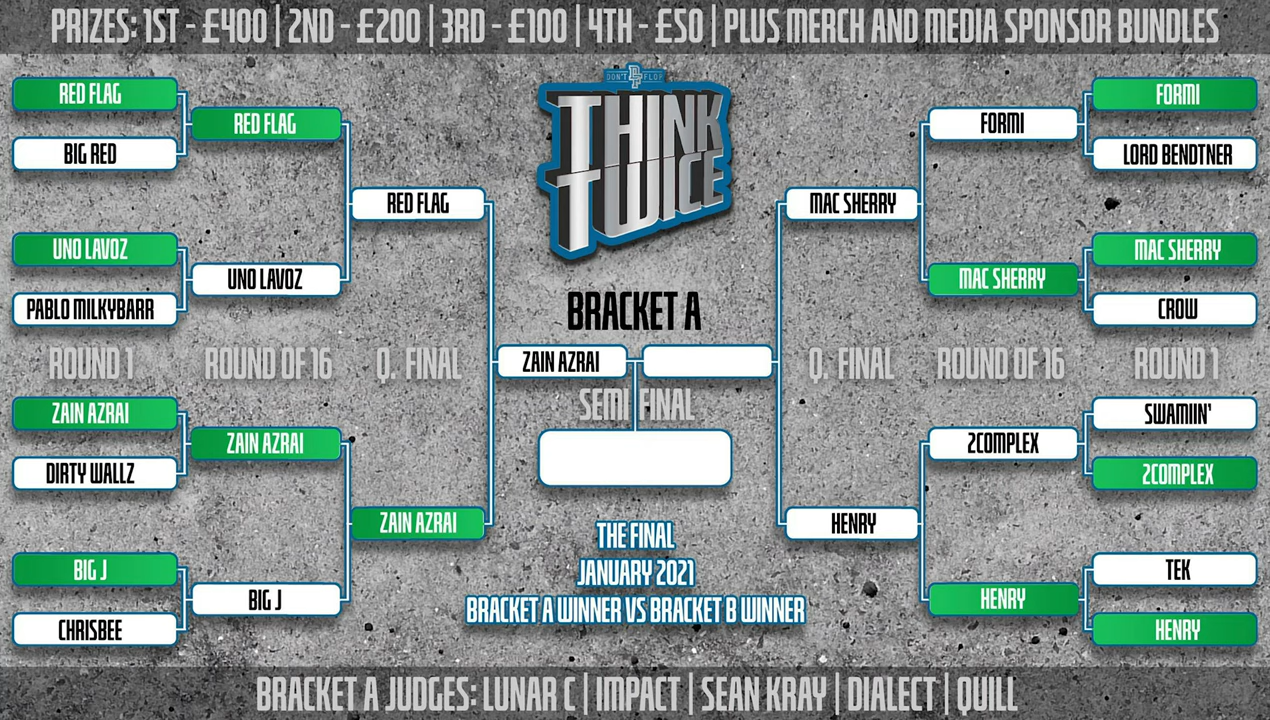 PRIZES: 1ST - £400 | 2ND - £200 | 3RD - £100 | 4TH - £50 | PLUS MERCH AND MEDIA SPONSOR BUNDLES
DON'T FLOP
THINK
TWICE
BRACKET A
RED FLAG
BIG RED
UNO LAVOZ
PABLO MILKYBARR
ROUND 1
ZAIN AZRAI
DIRTY WALLZ
BIG J
CHRISBEE
RED FLAG
UNO LAVOZ
ROUND OF 16
ZAIN AZRAI
BIG J
RED FLAG
Q. FINAL
ZAIN AZRAI
ZAIN AZRAI
SEMI FINAL
MAC SHERRY
Q. FINAL
HENRY
FORMI
MAC SHERRY
ROUND OF 16
2COMPLEX
HENRY
FORMI
LORD BENDTNER
MAC SHERRY
CROW
ROUND 1
SWAMIIN'
2COMPLEX
TEK
HENRY
THE FINAL
JANUARY 2021
BRACKET A WINNER VS BRACKET B WINNER
BRACKET A JUDGES: LUNAR C | IMPACT | SEAN KRAY | DIALECT | QUILL